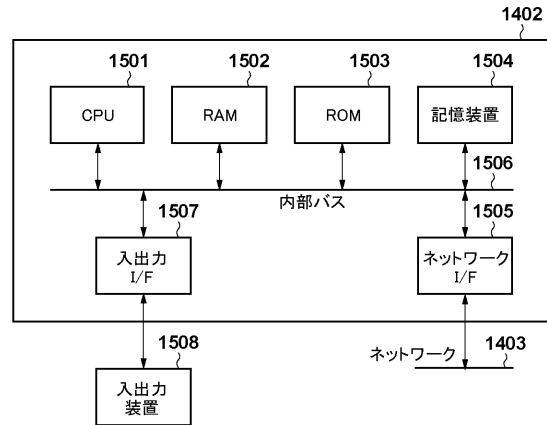 1402
1501
1502
1503
1504
CPU
RAM
ROM
記憶装置
1506
内部バス
1507
1505
入出力
I/F
ネットワーク
I/F
1508
ネットワーク
1403
入出力
装置